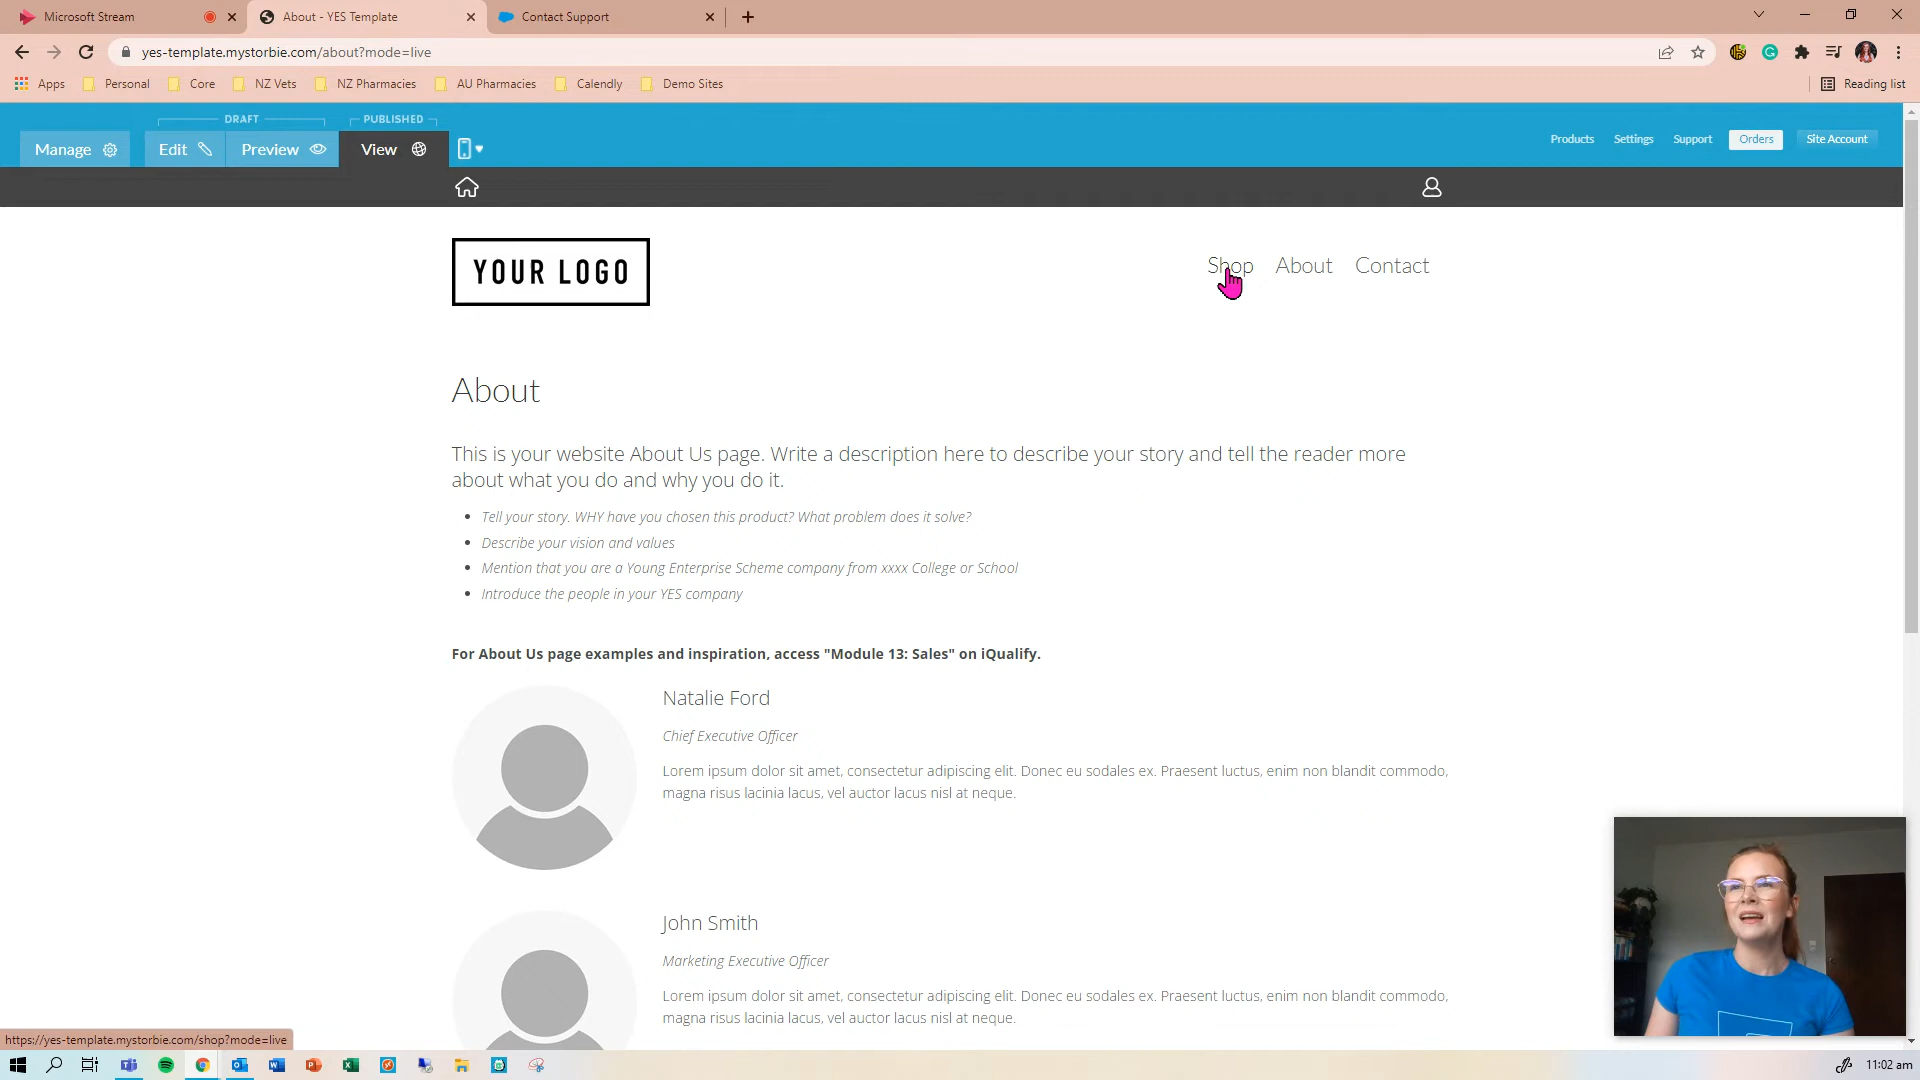 Microsoft Stream
About - YES Template
Contact Support
yes-template.mystorbie.com/about?mode=live
Apps
Personal
Core
NZ Vets
NZ Pharmacies
AU Pharmacies
Calendly
Demo Sites
Reading list
DRAFT
PUBLISHED
Manage
Edit
Preview
View
Products
Settings
Support
Orders
Site Account
YOUR LOGO
Shop
About
Contact
About
This is your website About Us page. Write a description here to describe your story and tell the reader more
about what you do and why you do it.
• Tell your story. WHY have you chosen this product? What problem does it solve?
• Describe your vision and values
• Mention that you are a Young Enterprise Scheme company from xxxx College or School
• Introduce the people in your YES company
For About Us page examples and inspiration, access "Module 13: Sales" on iQualify.
Natalie Ford
Chief Executive Officer
Lorem ipsum dolor sit amet, consectetur adipiscing elit. Donec eu sodales ex. Praesent luctus, enim non blandit commodo,
magna risus lacinia lacus, vel auctor lacus nisl at neque.
John Smith
Marketing Executive Officer
Lorem ipsum dolor sit amet, consectetur adipiscing elit. Donec eu sodales ex. Praesent luctus, enim non blandit commodo,
magna risus lacinia lacus, vel auctor lacus nisl at neque.
https://yes-template.mystorbie.com/shop?mode=live
11:02 am